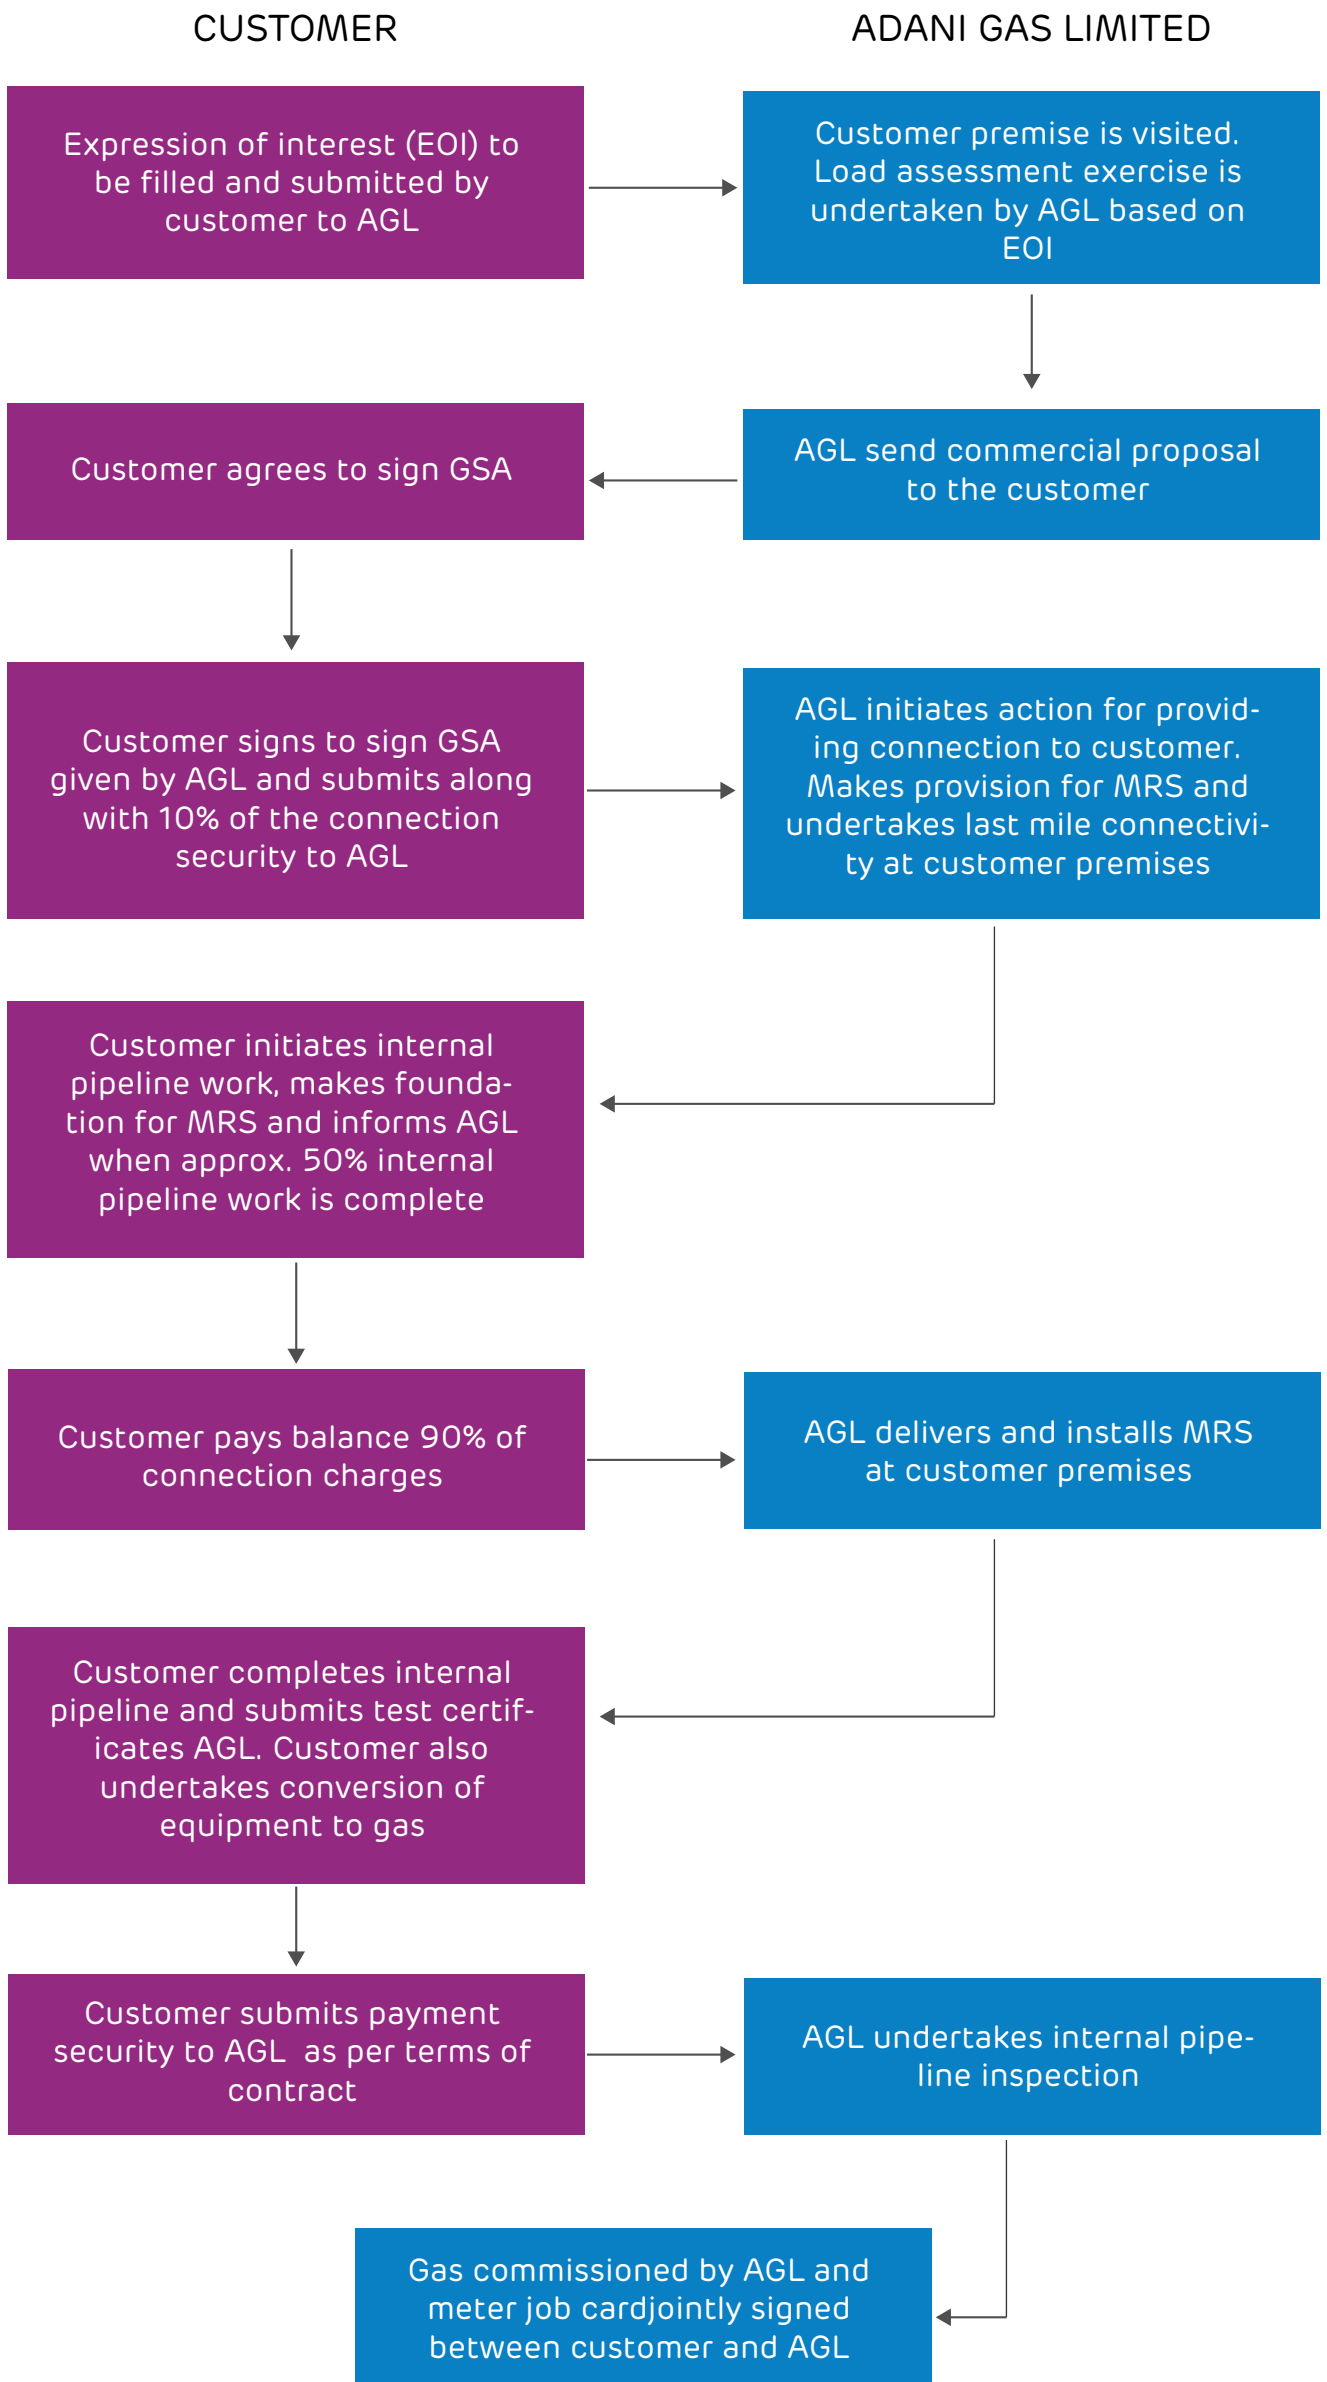 CUSTOMER
ADANI GAS LIMITED
Expression of interest (EOI) to
be filled and submitted by
customer to AGL
Customer premise is visited.
Load assessment exercise is
undertaken by AGL based on
EOI
AGL send commercial proposal
to the customer
Customer agrees to sign GSA
Customer signs to sign GSA
given by AGL and submits along
with 10% of the connection
security to AGL
AGL initiates action for provid-
ing connection to customer.
Makes provision for MRS and
undertakes last mile connectivi-
ty at customer premises
Customer initiates internal
pipeline work, makes founda-
tion for MRS and informs AGL
when approx. 50% internal
pipeline work is complete
Customer pays balance 90% of
connection charges
AGL delivers and installs MRS
at customer premises
Customer completes internal
pipeline and submits test certif-
icates AGL. Customer also
undertakes conversion of
equipment to gas
Customer submits payment
security to AGL  as per terms of
contract
AGL undertakes internal pipe-
line inspection
Gas commissioned by AGL and
meter job cardjointly signed
between customer and AGL